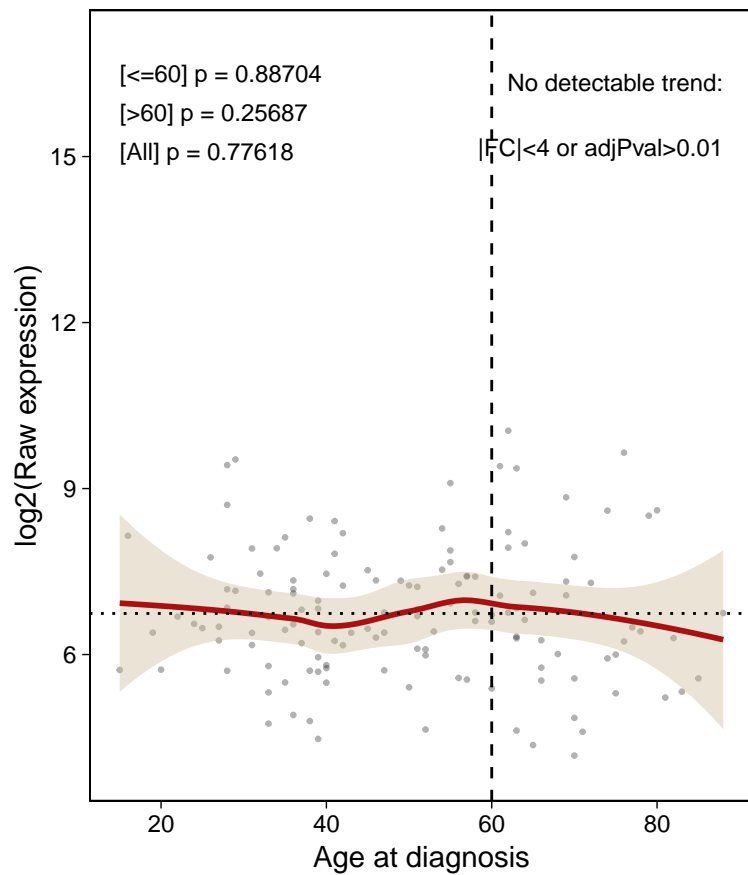 [<=60] p = 0.88704
[>60] p = 0.25687
[All] p = 0.77618
No detectable trend:
|FC|<4 or adjPval>0.01
log2(Raw expression)
15
12
9
6
20
40
60
80
Age at diagnosis